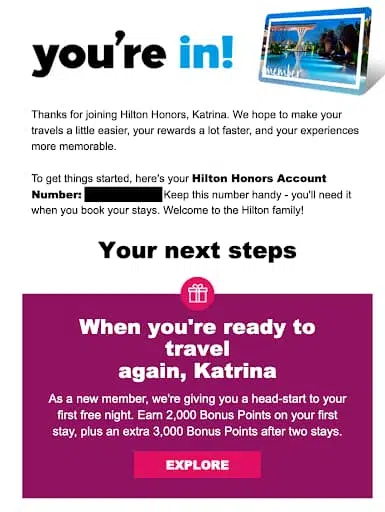 you're in!
Thanks for joining Hilton Honors, Katrina. We hope to make your
travels a little easier, your rewards a lot faster, and your experiences
more memorable.
To get things started, here's your Hilton Honors Account
Number: Keep this number handy - you'll need it
when you book your stays. Welcome to the Hilton family!
Your next steps
When you're ready to
travel
again, Katrina
As a new member, we're giving you a head-start to your
first free night. Earn 2,000 Bonus Points on your first
stay, plus an extra 3,000 Bonus Points after two stays.
EXPLORE